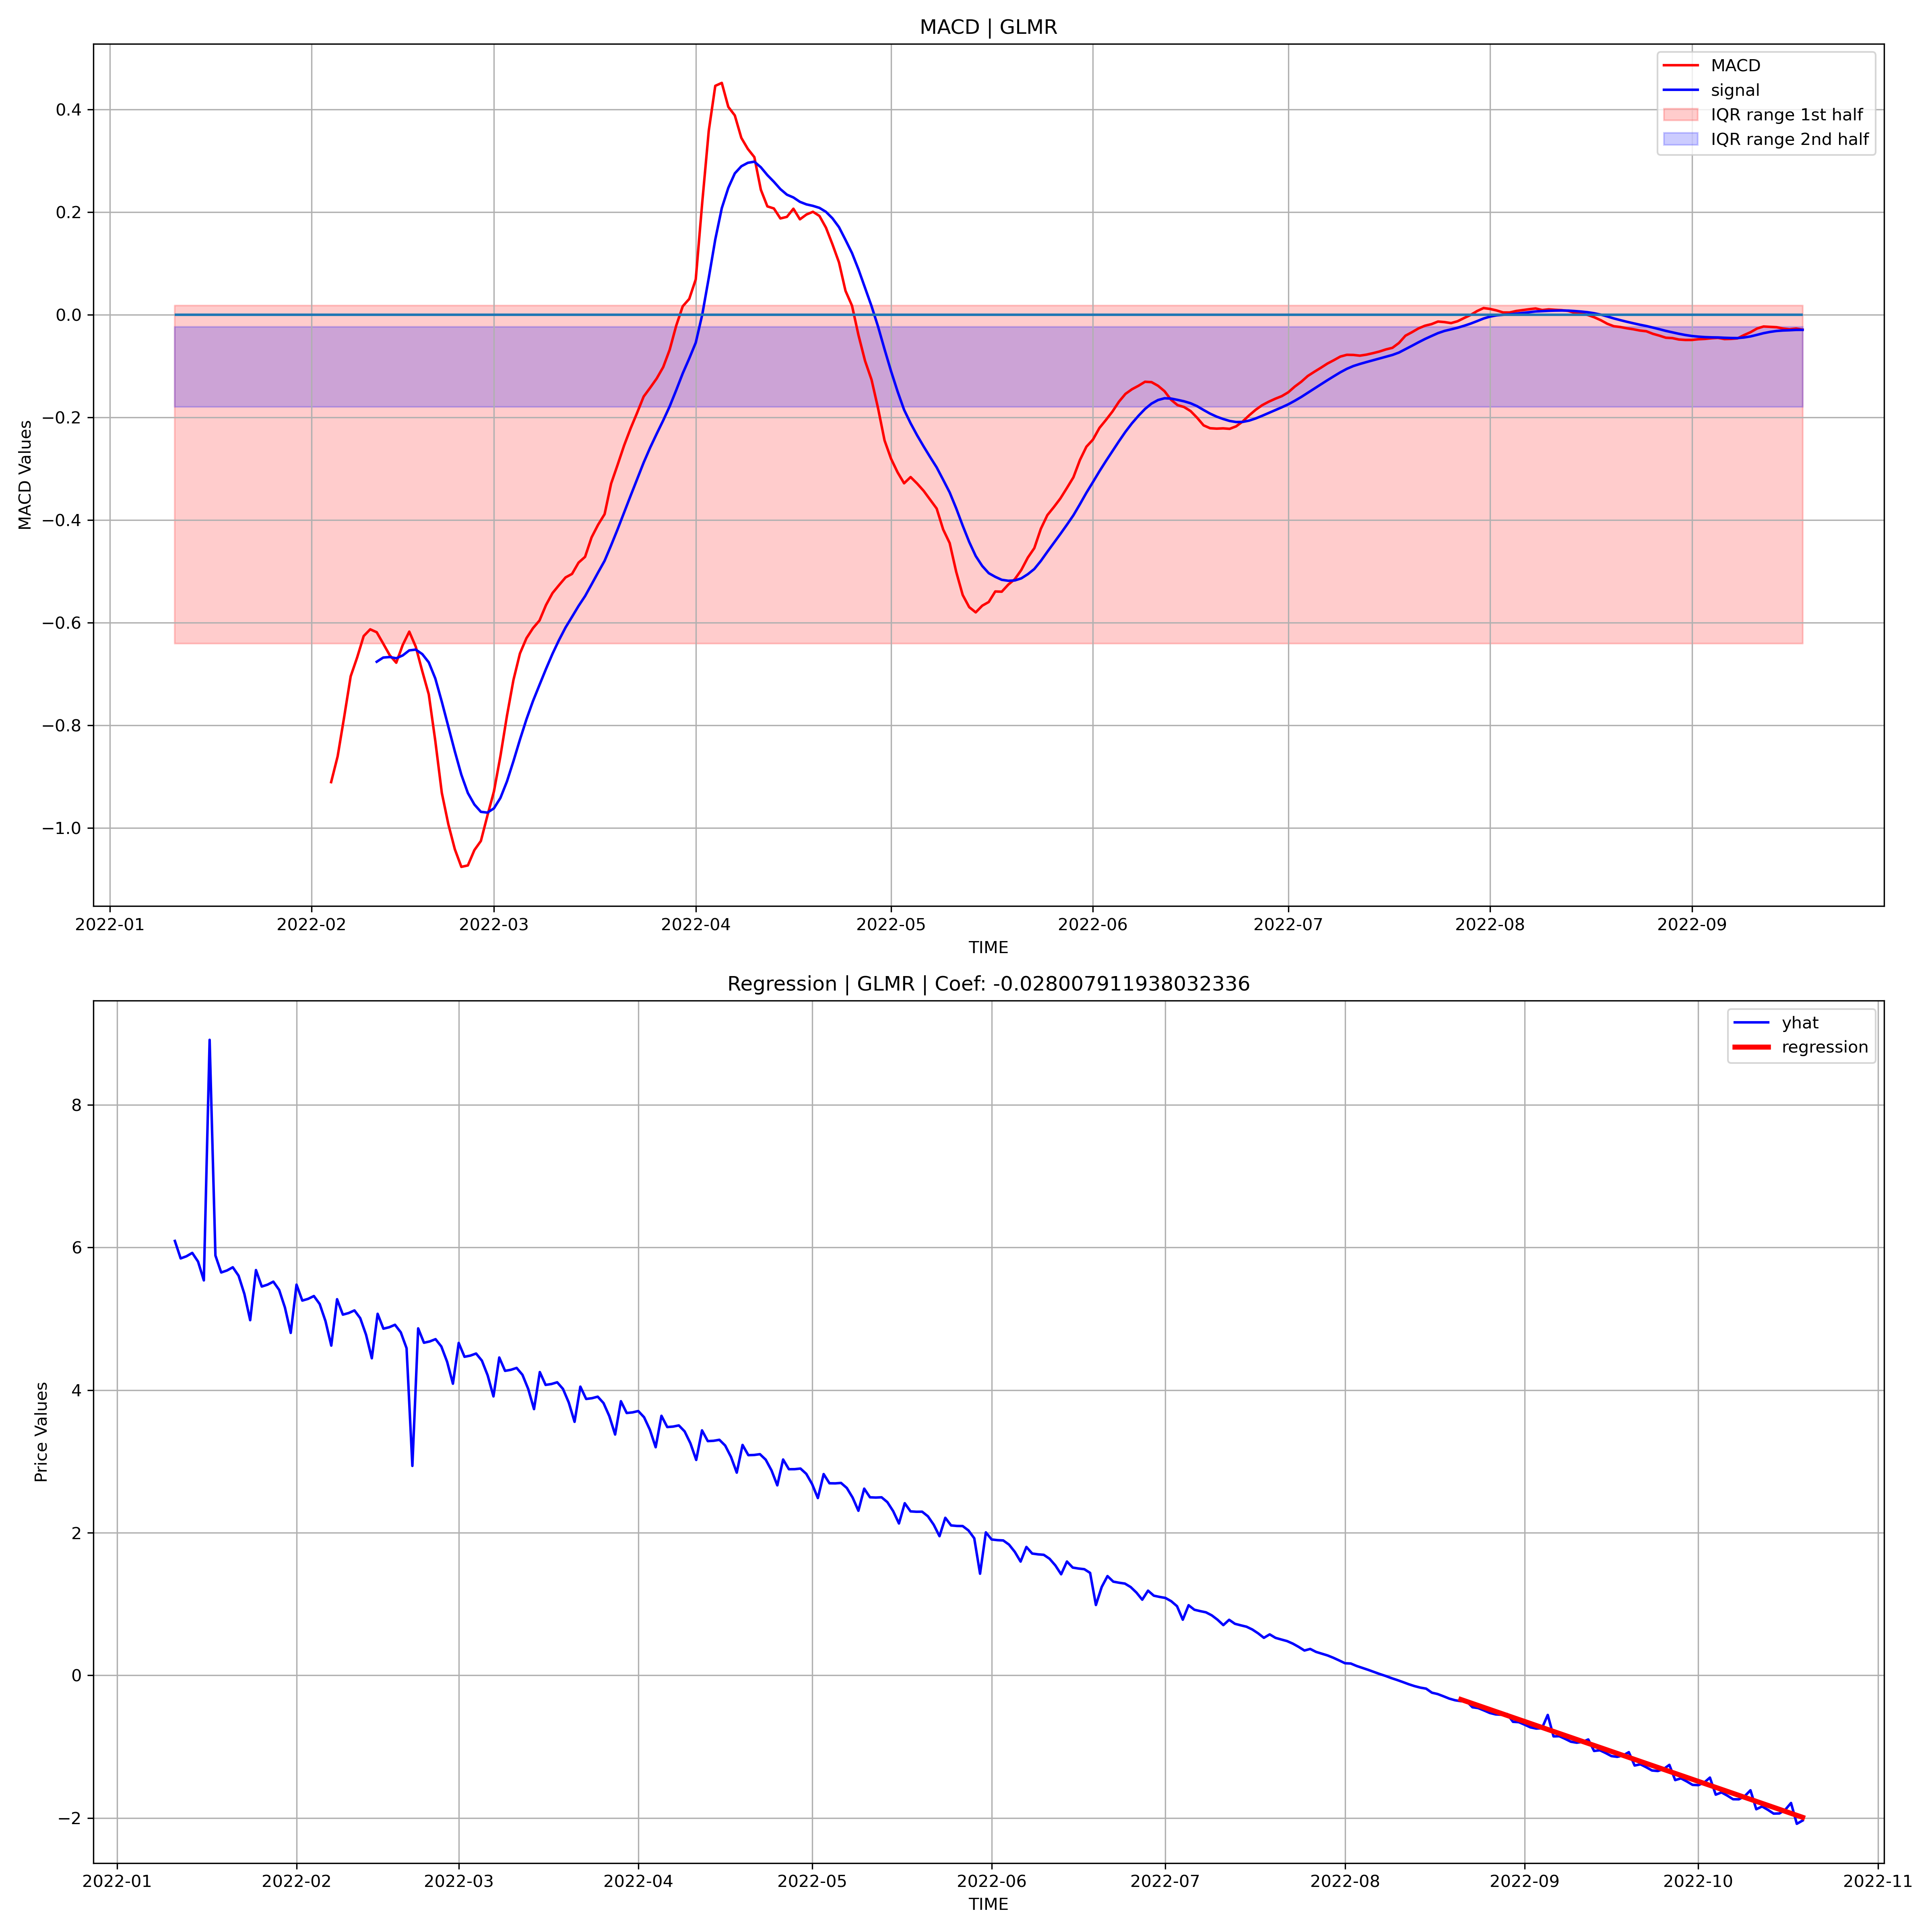 MACD | GLMR
MACD
signal
IQR range 1st half
IQR range 2nd half
0.4
0.2
0.0
−0.2
−0.4
−0.6
−0.8
−1.0
MACD Values
2022-01 2022-02 2022-03 2022-04 2022-05 2022-06 2022-07 2022-08 2022-09
TIME
Regression | GLMR | Coef: -0.028007911938032336
yhat
regression
8
6
4
2
0
−2
Price Values
2022-01 2022-02 2022-03 2022-04 2022-05 2022-06 2022-07 2022-08 2022-09 2022-10 2022-11
TIME